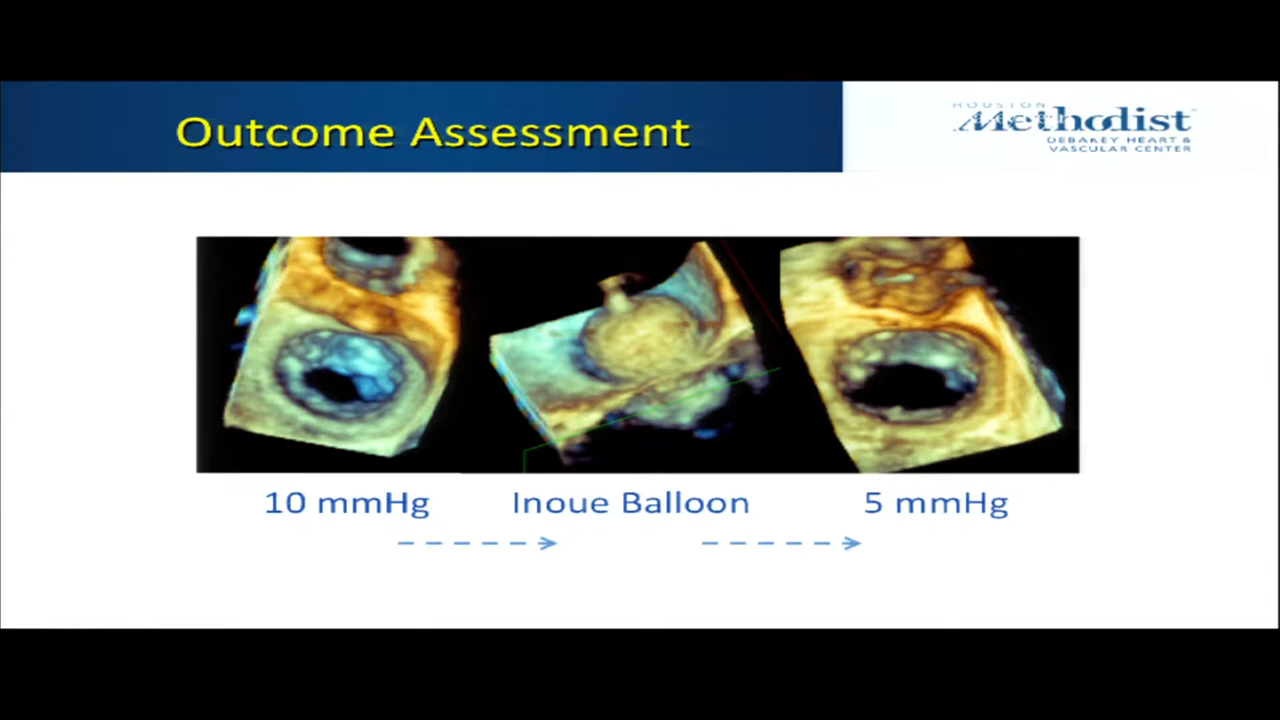 Outcome Assessment
HOUSTON
Methodist
DEBAKEY HEART &
VASCULAR CENTER
10 mmHg
Inoue Balloon
5 mmHg